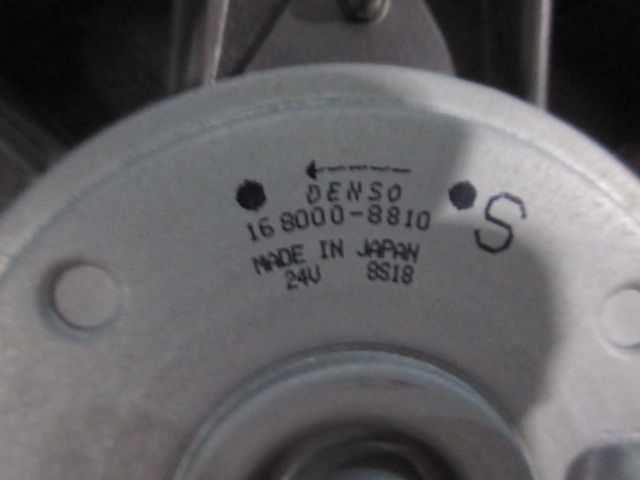 DENSO
168000-8810
S
MADE IN JAPAN
24V 8S18